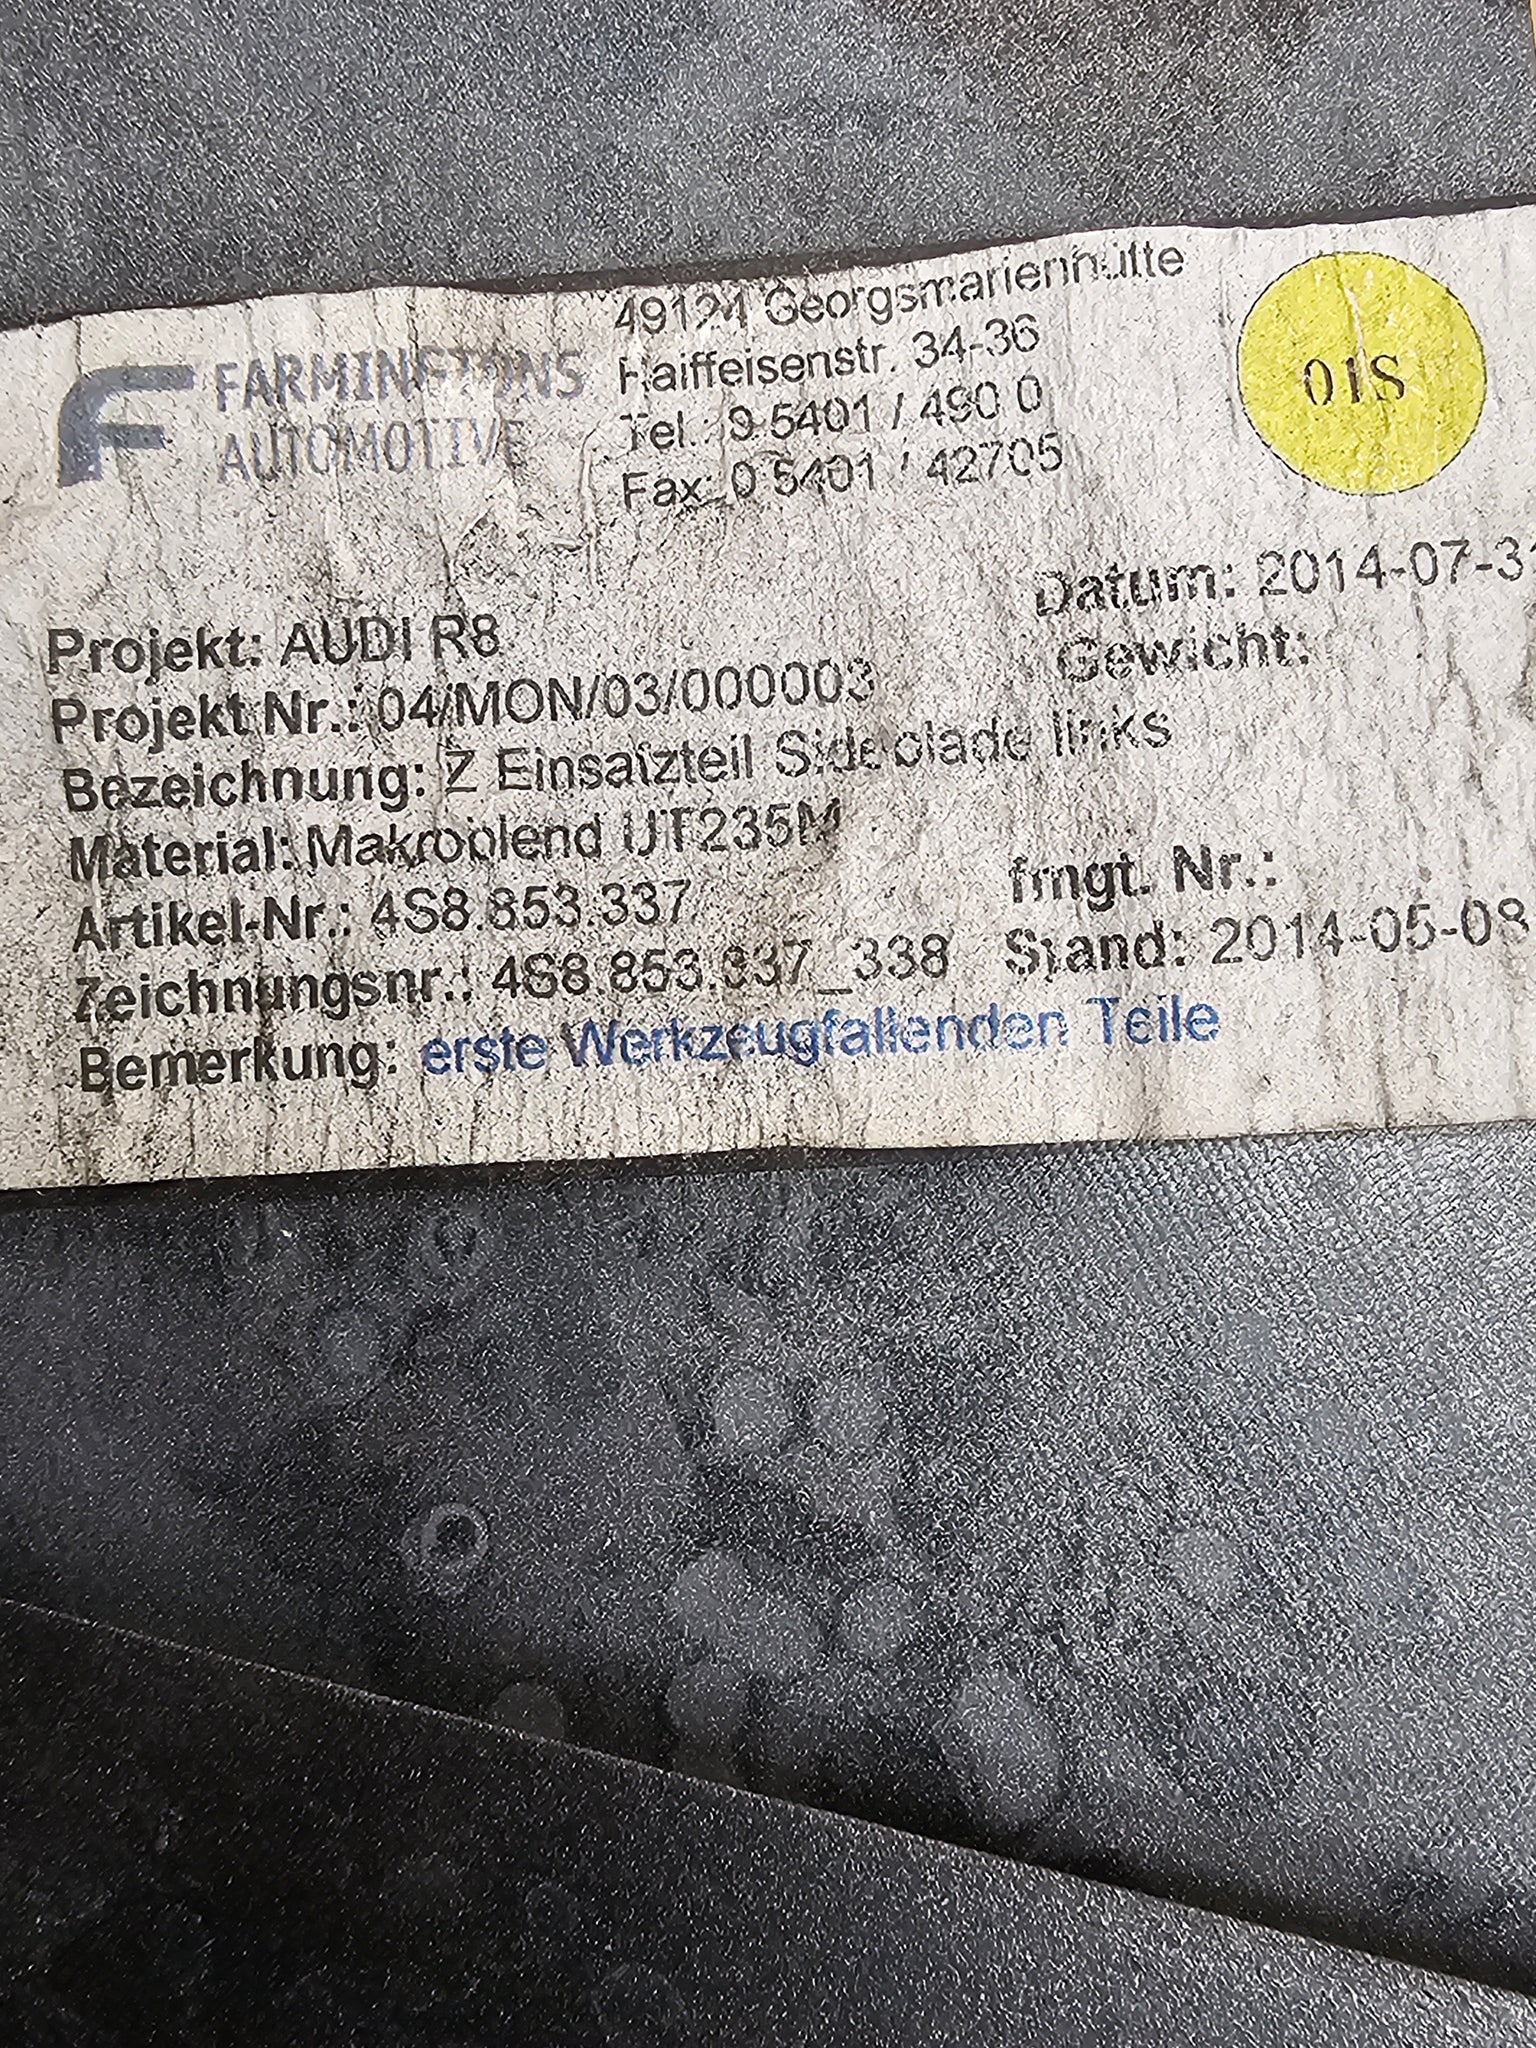 FARMINGTONS
AUTOMOTIVE
49124 Georgsmarienhütte
Raiffeisenstr. 34-36
Tel.: 0 5401 / 490 0
Fax: 0 5401 / 42705
01S
Datum: 2014-07-31
Gewicht:
Projekt: AUDI R8
Projekt Nr.: 04/MON/03/000003
Bezeichnung: Z Einsatzteil Sideblade links
Material: Makroblend UT235M
Artikel-Nr.: 4S8.853.337
frngt. Nr.:
Zeichnungsnr.: 4S8.853.337_338
Stand: 2014-05-08
Bemerkung: erste Werkzeugfallenden Teile